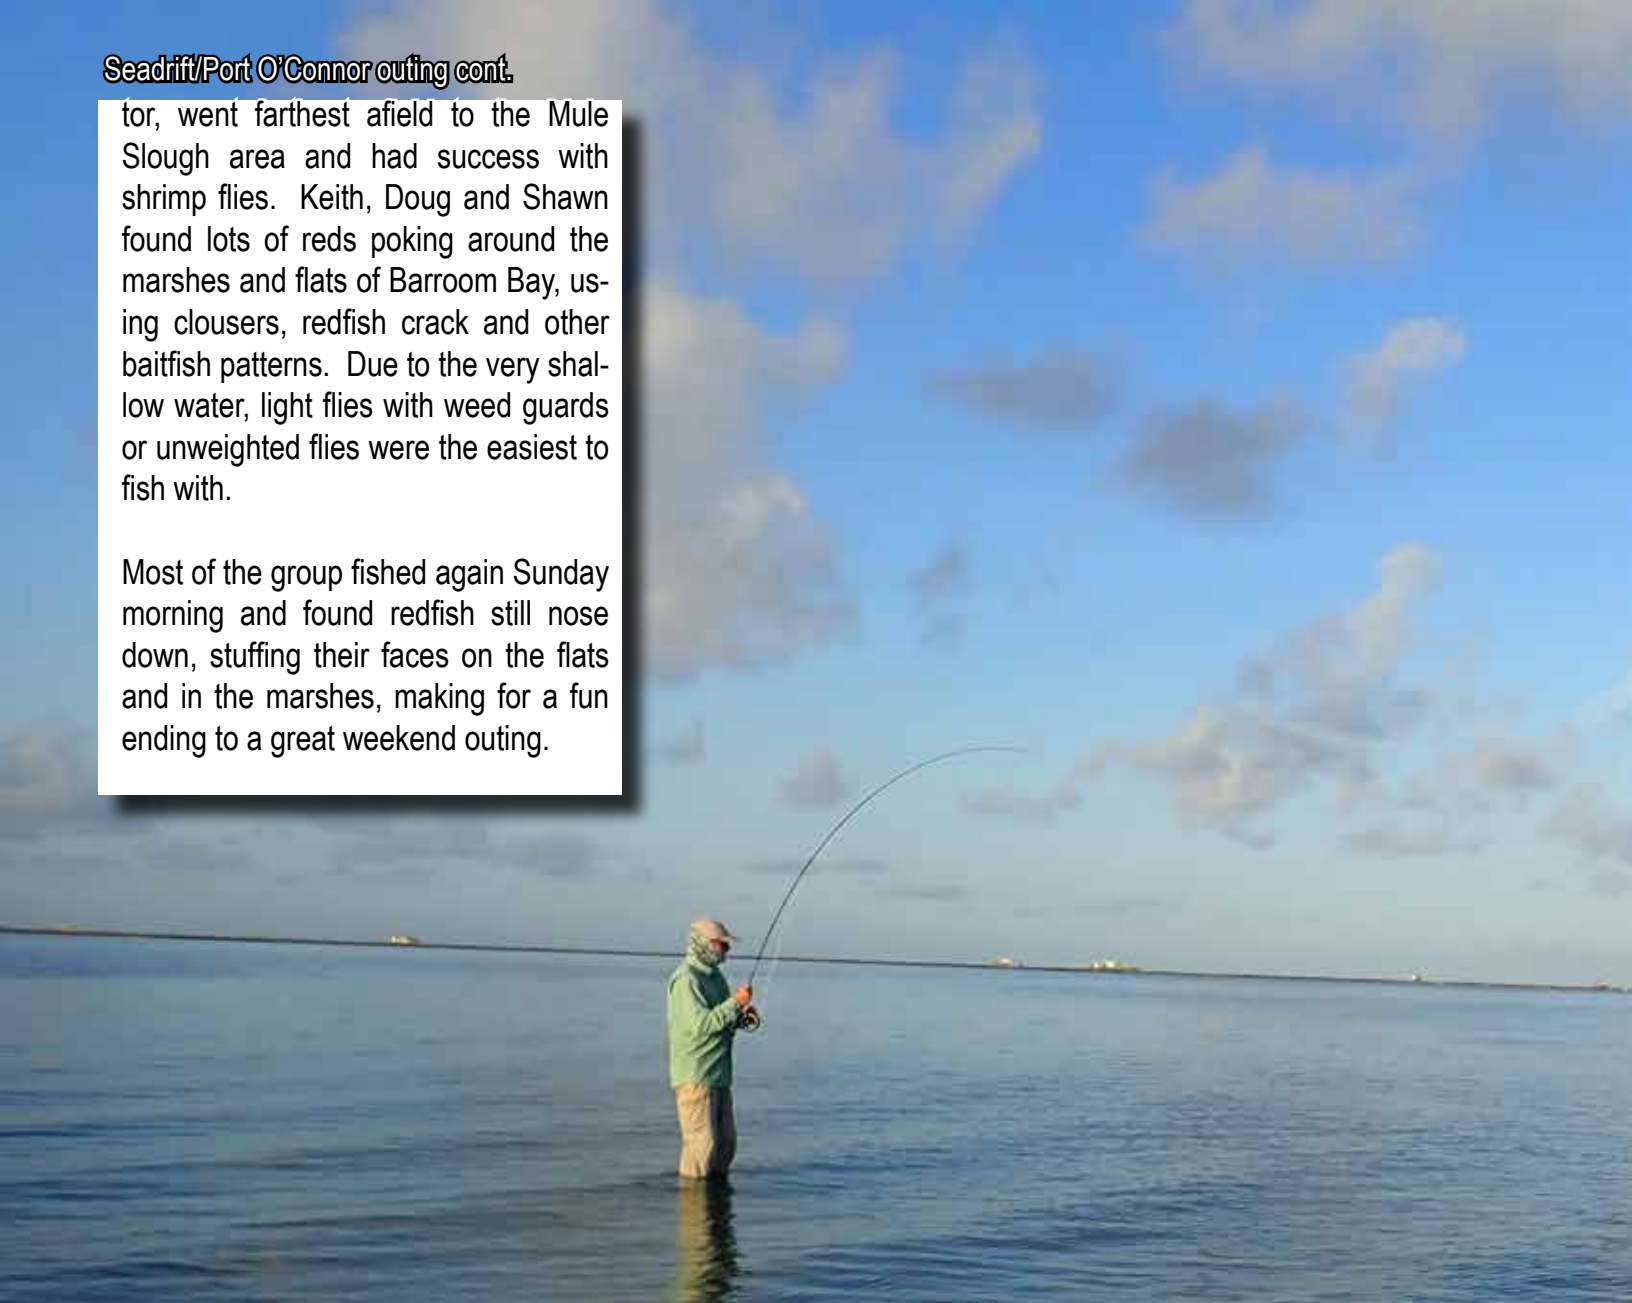 Seadrift/Port O'Connor outing cont.
tor, went farthest afield to the Mule
Slough area and had success with
shrimp flies.  Keith, Doug and Shawn
found lots of reds poking around the
marshes and flats of Barroom Bay, us-
ing clousers, redfish crack and other
baitfish patterns.  Due to the very shal-
low water, light flies with weed guards
or unweighted flies were the easiest to
fish with.
Most of the group fished again Sunday
morning and found redfish still nose
down, stuffing their faces on the flats
and in the marshes, making for a fun
ending to a great weekend outing.